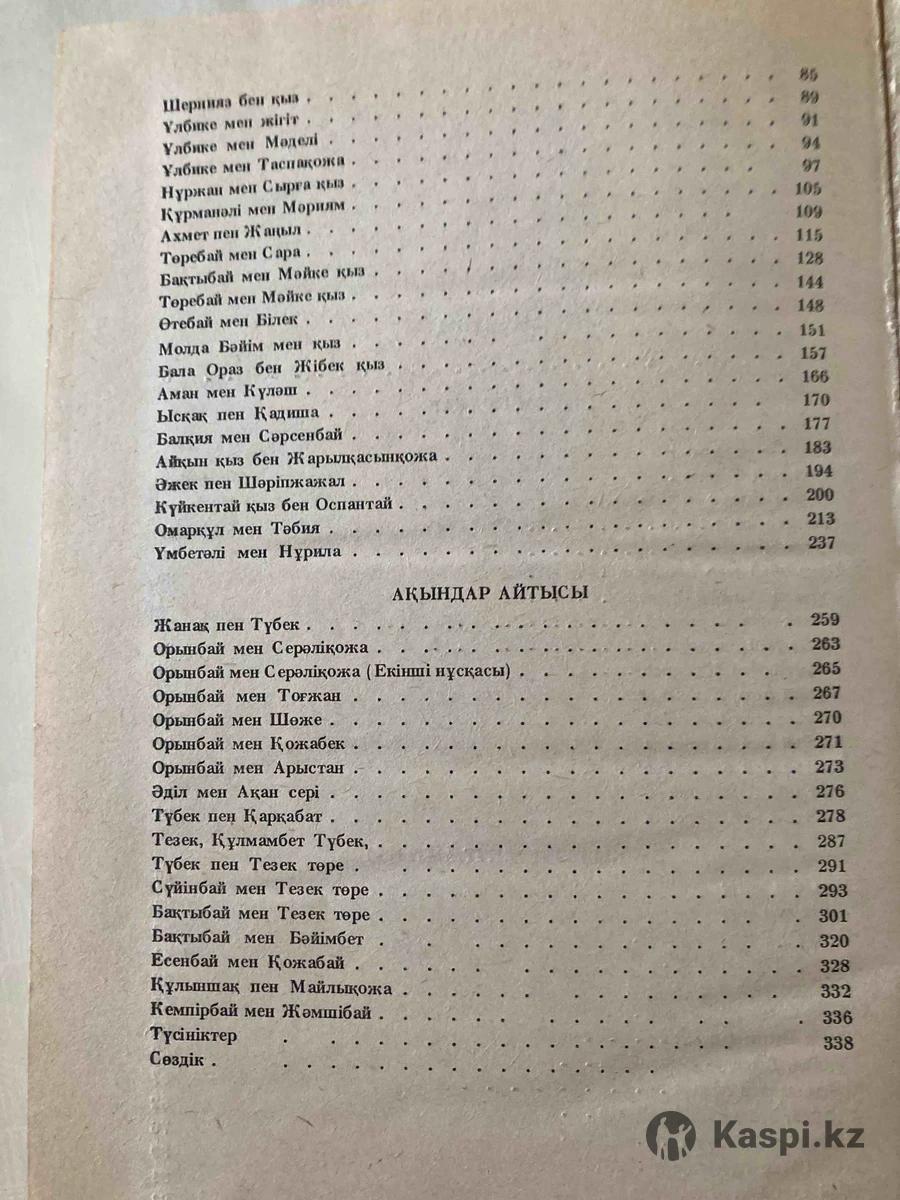 Шернияз бен қыз . . . . . . . . . . . . . . . 85
Ұлбике мен жігіт . . . . . . . . . . . . . . . 89
Ұлбике мен Мәделі . . . . . . . . . . . . . . 91
Ұлбике мен Таспақожа . . . . . . . . . . . . . 94
Нұржан мен Сырға қыз . . . . . . . . . . . . . 97
Құрманәлі мен Мәриям . . . . . . . . . . . . . 105
Ахмет пен Жаңыл . . . . . . . . . . . . . . 109
Төребай мен Сара . . . . . . . . . . . . . . . 115
Бақтыбай мен Мәйке қыз . . . . . . . . . . . . 128
Төребай мен Мәйке қыз . . . . . . . . . . . . . 144
Өтебай мен Білек . . . . . . . . . . . . . . . 148
Молда Бәйім мен қыз . . . . . . . . . . . . . . 151
Бала Ораз бен Жібек қыз . . . . . . . . . . . . 157
Аман мен Күләш . . . . . . . . . . . . . . . 166
Ысқақ пен Қадиша . . . . . . . . . . . . . . 170
Балқия мен Сәрсенбай . . . . . . . . . . . . . 177
Айқын қыз бен Жарылқасынқожа . . . . . . . . . . 183
Әжек пен Шәріпжажал . . . . . . . . . . . . . 194
Күйкентай қыз бен Оспантай . . . . . . . . . . . 200
Омарқұл мен Тәбия . . . . . . . . . . . . . . 213
Үмбетәлі мен Нұрила . . . . . . . . . . . . . . 237
АҚЫНДАР АЙТЫСЫ
Жанақ пен Түбек . . . . . . . . . . . . . . . 259
Орынбай мен Серәліқожа . . . . . . . . . . . . . 263
Орынбай мен Серәліқожа (Екінші нұсқасы) . . . . . . . . 265
Орынбай мен Тоғжан . . . . . . . . . . . . . . 267
Орынбай мен Шөже . . . . . . . . . . . . . . . 270
Орынбай мен Қожабек . . . . . . . . . . . . . . 271
Орынбай мен Арыстан . . . . . . . . . . . . . . 273
Әділ мен Ақан сері . . . . . . . . . . . . . . . 276
Түбек пен Қарқабат . . . . . . . . . . . . . . . 278
Тезек, Құлмамбет Түбек, . . . . . . . . . . . . . 287
Түбек пен Тезек төре . . . . . . . . . . . . . . 291
Сүйінбай мен Тезек төре . . . . . . . . . . . . . 293
Бақтыбай мен Тезек төре . . . . . . . . . . . . . 301
Бақтыбай мен Бәйімбет . . . . . . . . . . . . 320
Есенбай мен Қожабай . . . . . . . . . . . . . . 328
Құлыншақ пен Майлықожа . . . . . . . . . . . . . 332
Кемпірбай мен Жәмшібай . . . . . . . . . . . . . 336
Түсініктер . . . . . . . . . . . . . . 338
Сөздік . . . . . . . . . . . . .
Kaspi.kz